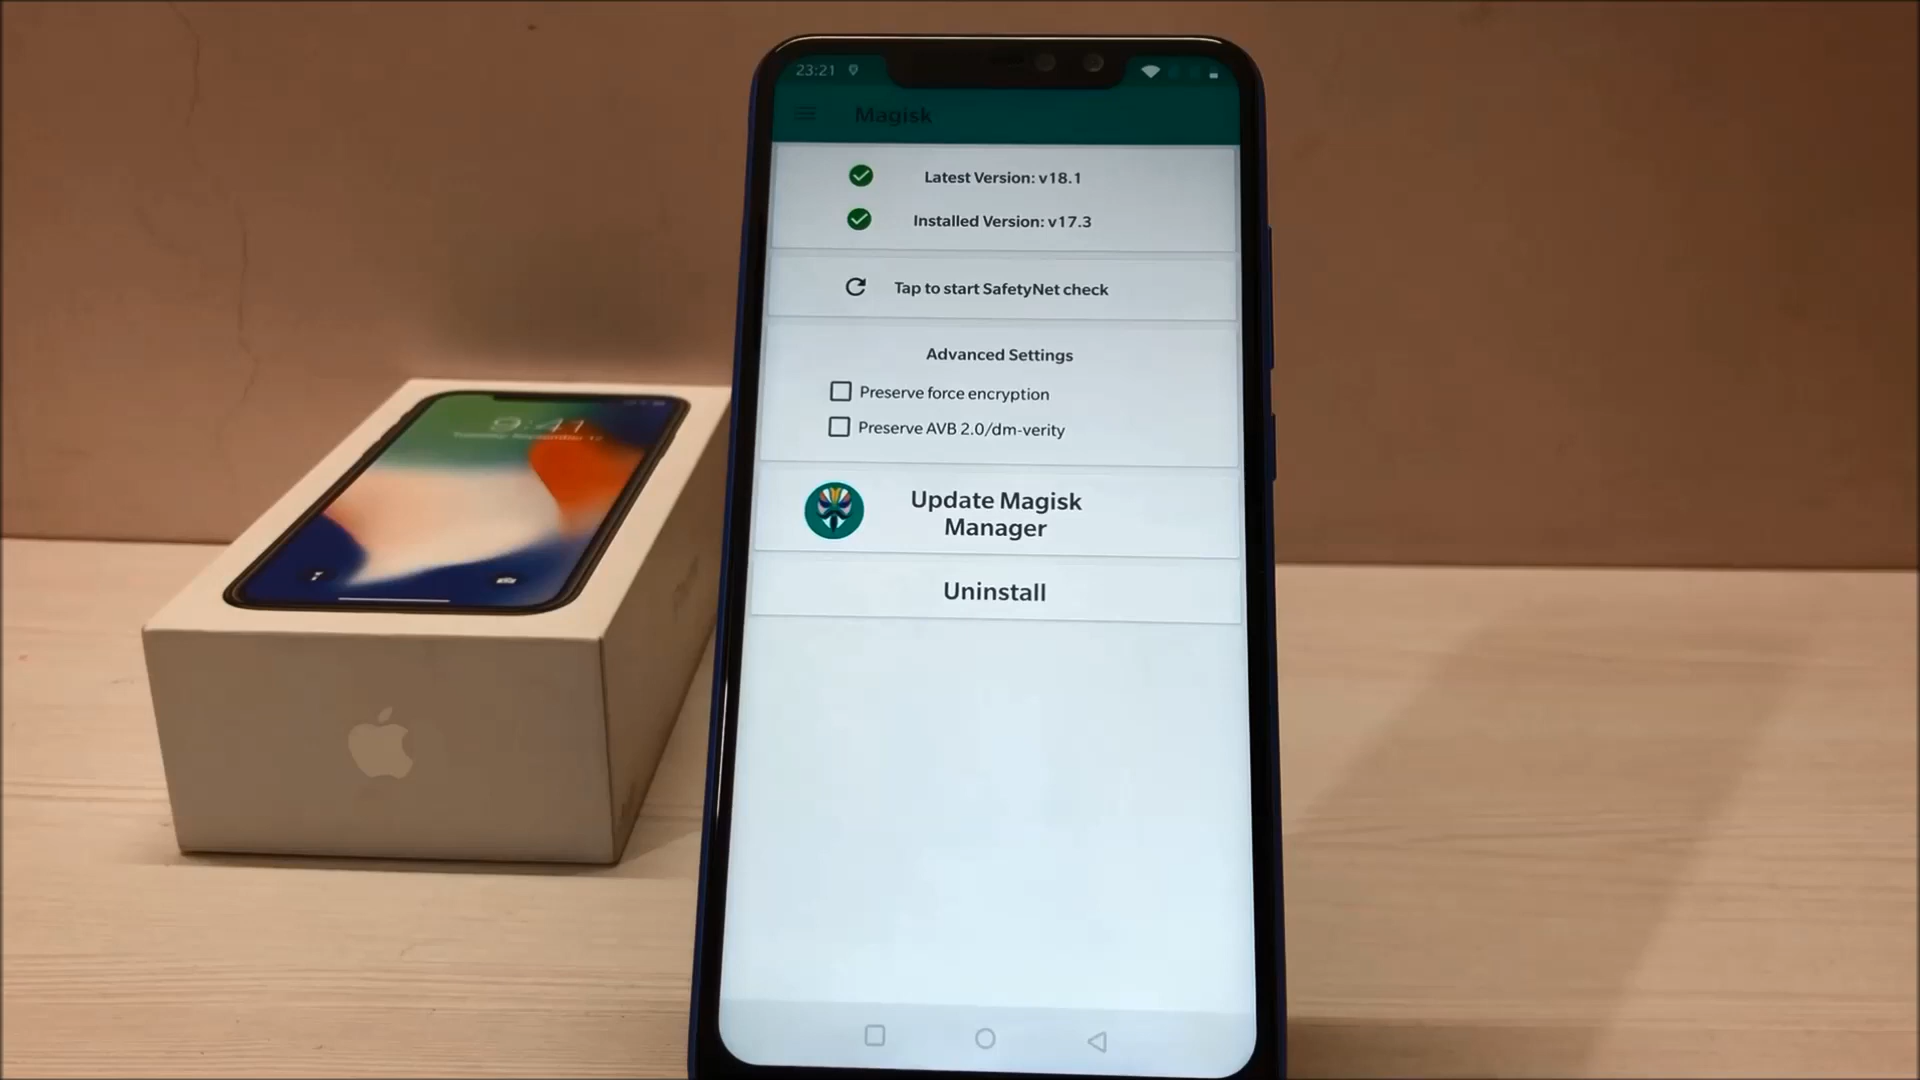 23:21
Magisk
Latest Version: v18.1
Installed Version: v17.3
Tap to start SafetyNet check
Advanced Settings
Preserve force encryption
Preserve AVB 2.0/dm-verity
Update Magisk
Manager
Uninstall
9:41